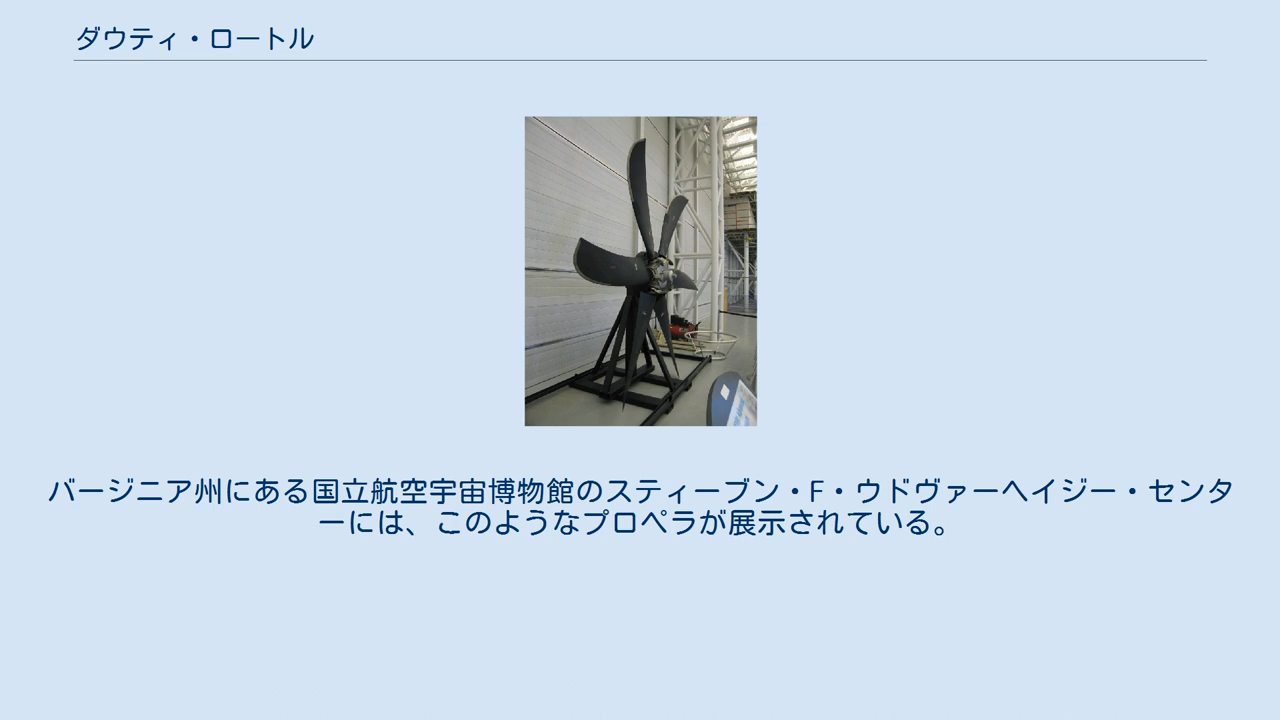 ダウティ・ロートル
バージニア州にある国立航空宇宙博物館のスティーブン・F・ウドヴァーヘイジー・センタ
ーには、このようなプロペラが展示されている。